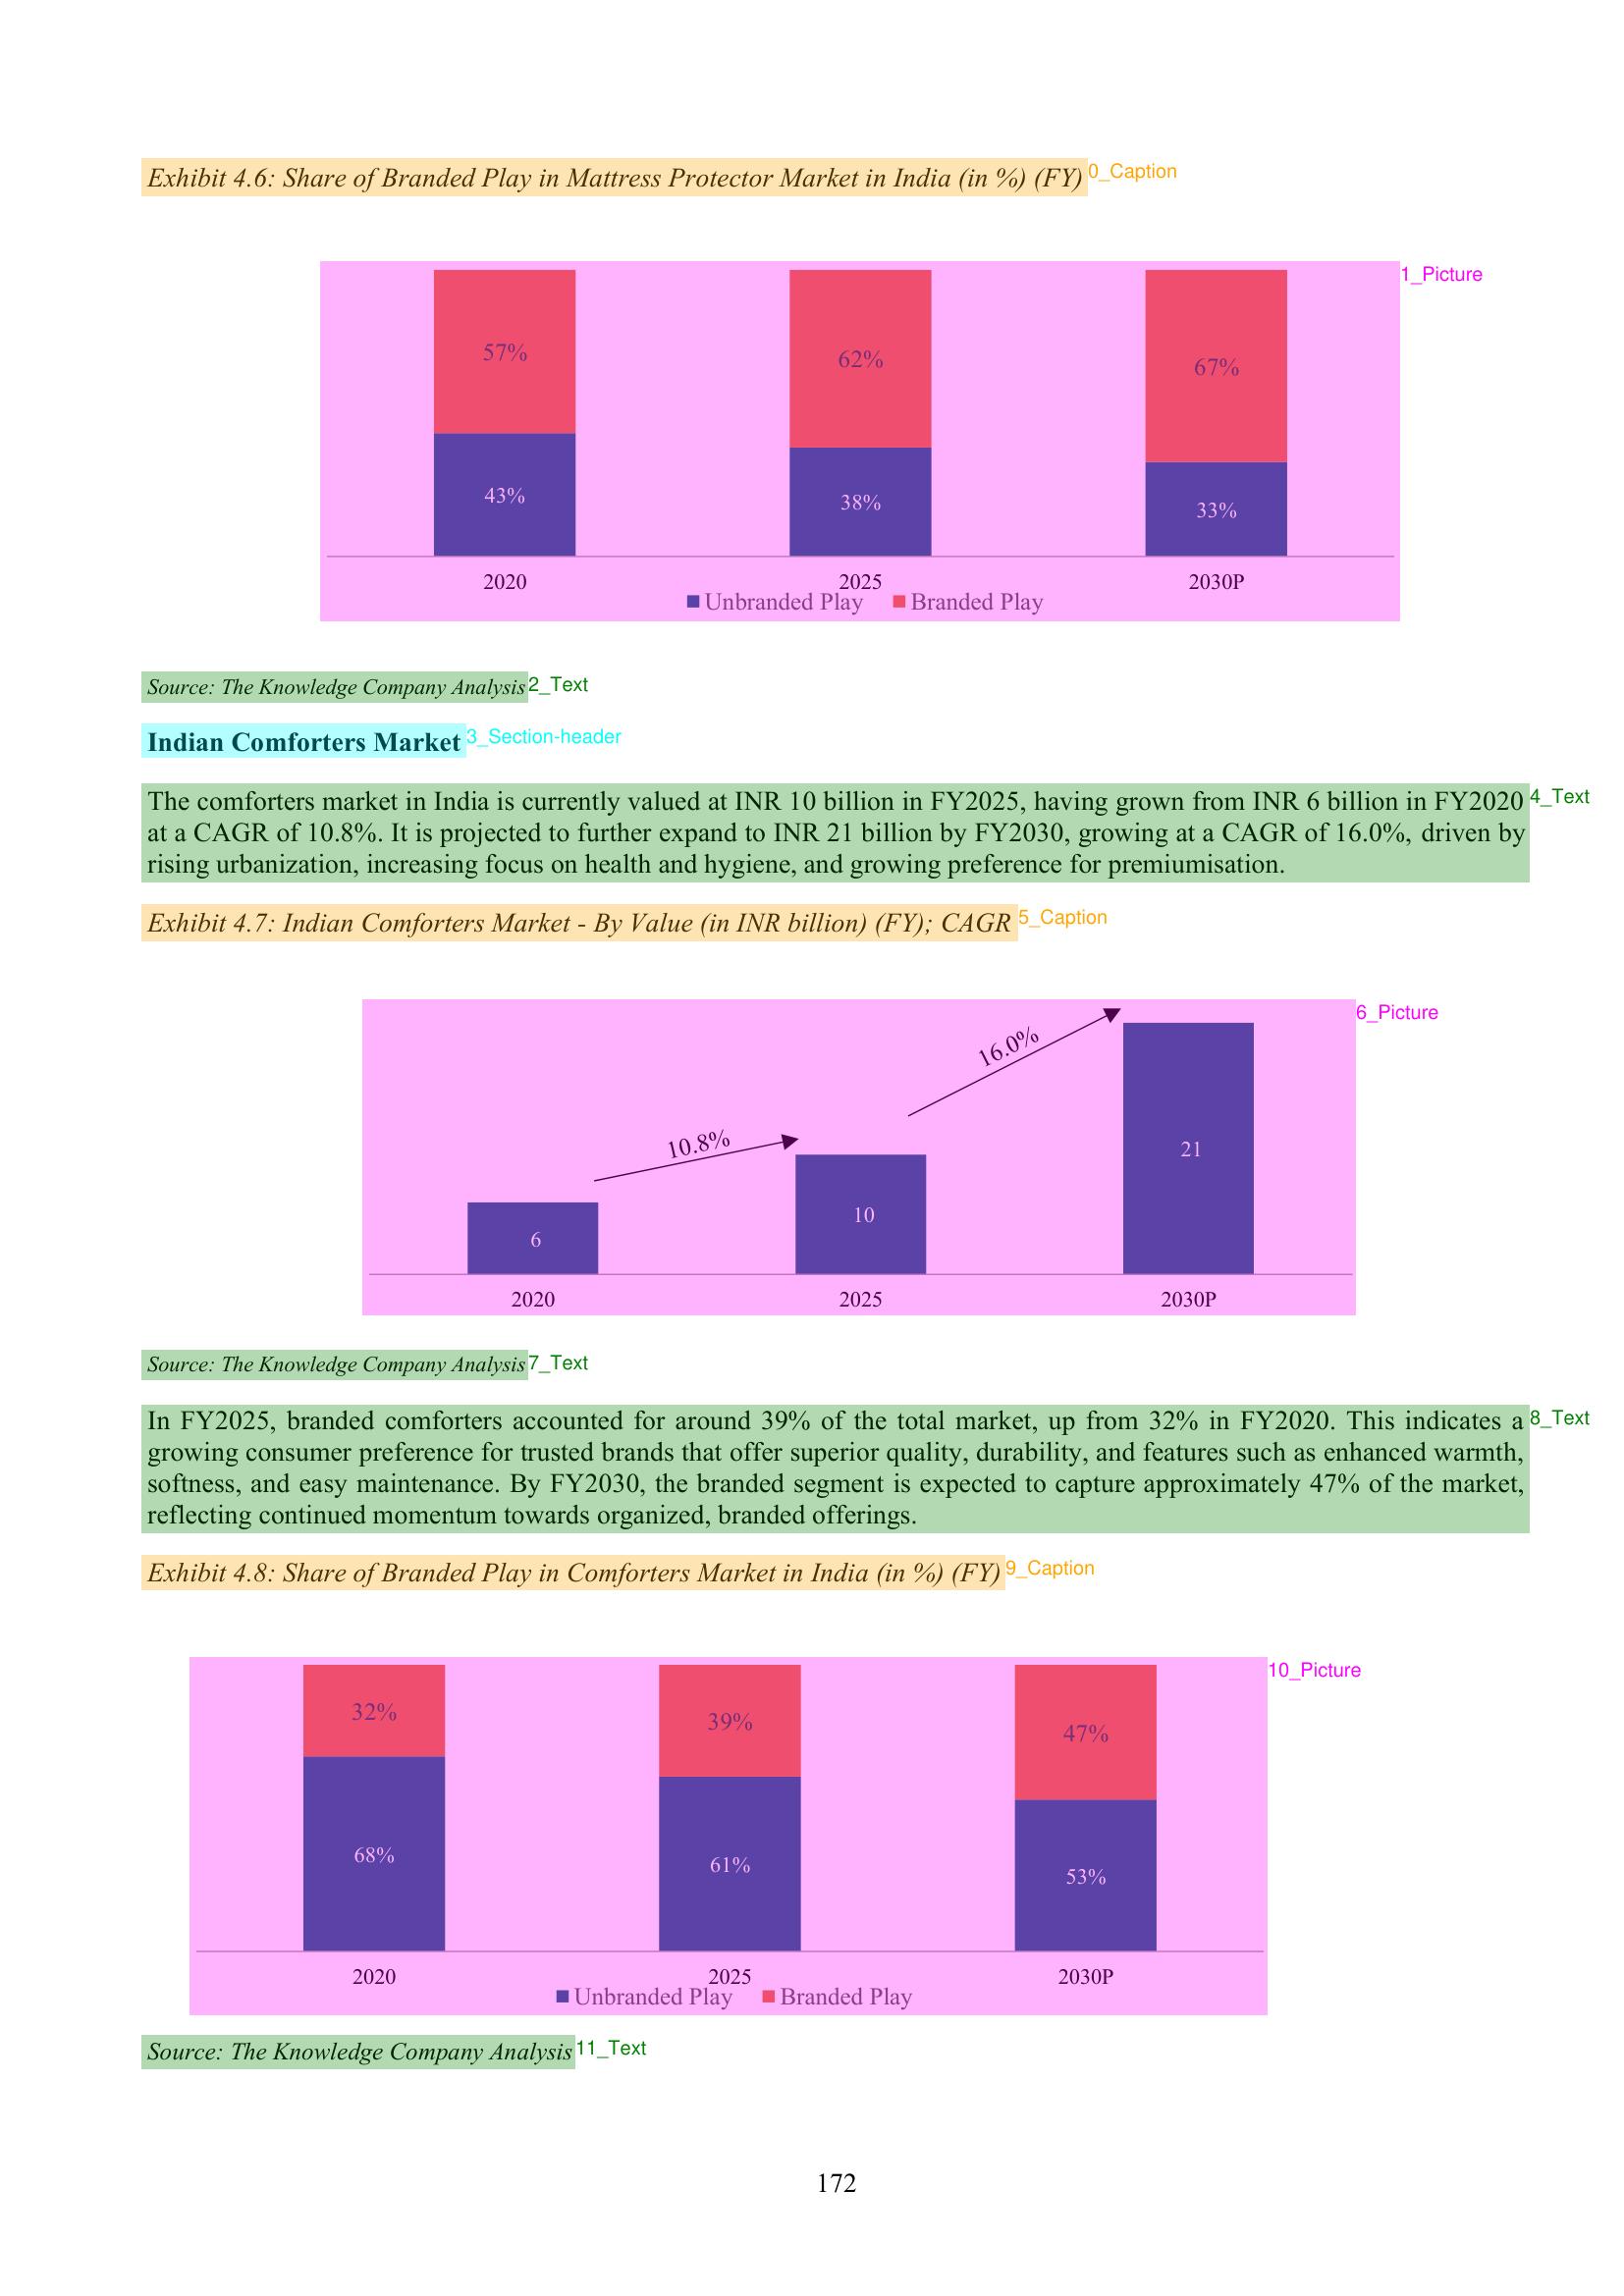 Exhibit 4.6: Share of Branded Play in Mattress Protector Market in India (in %) (FY)
0_Caption
1_Picture
57%
62%
67%
43%
38%
33%
2020
2025
2030P
Unbranded Play
Branded Play
Source: The Knowledge Company Analysis
2_Text
Indian Comforters Market
3_Section-header
The comforters market in India is currently valued at INR 10 billion in FY2025, having grown from INR 6 billion in FY2020
4_Text
at a CAGR of 10.8%. It is projected to further expand to INR 21 billion by FY2030, growing at a CAGR of 16.0%, driven by
rising urbanization, increasing focus on health and hygiene, and growing preference for premiumisation.
Exhibit 4.7: Indian Comforters Market - By Value (in INR billion) (FY); CAGR
5_Caption
6_Picture
16.0%
10.8%
21
10
6
2020
2025
2030P
Source: The Knowledge Company Analysis
7_Text
In FY2025, branded comforters accounted for around 39% of the total market, up from 32% in FY2020. This indicates a
8_Text
growing consumer preference for trusted brands that offer superior quality, durability, and features such as enhanced warmth,
softness, and easy maintenance. By FY2030, the branded segment is expected to capture approximately 47% of the market,
reflecting continued momentum towards organized, branded offerings.
Exhibit 4.8: Share of Branded Play in Comforters Market in India (in %) (FY)
9_Caption
10_Picture
32%
39%
47%
68%
61%
53%
2020
2025
2030P
Unbranded Play
Branded Play
Source: The Knowledge Company Analysis
11_Text
172